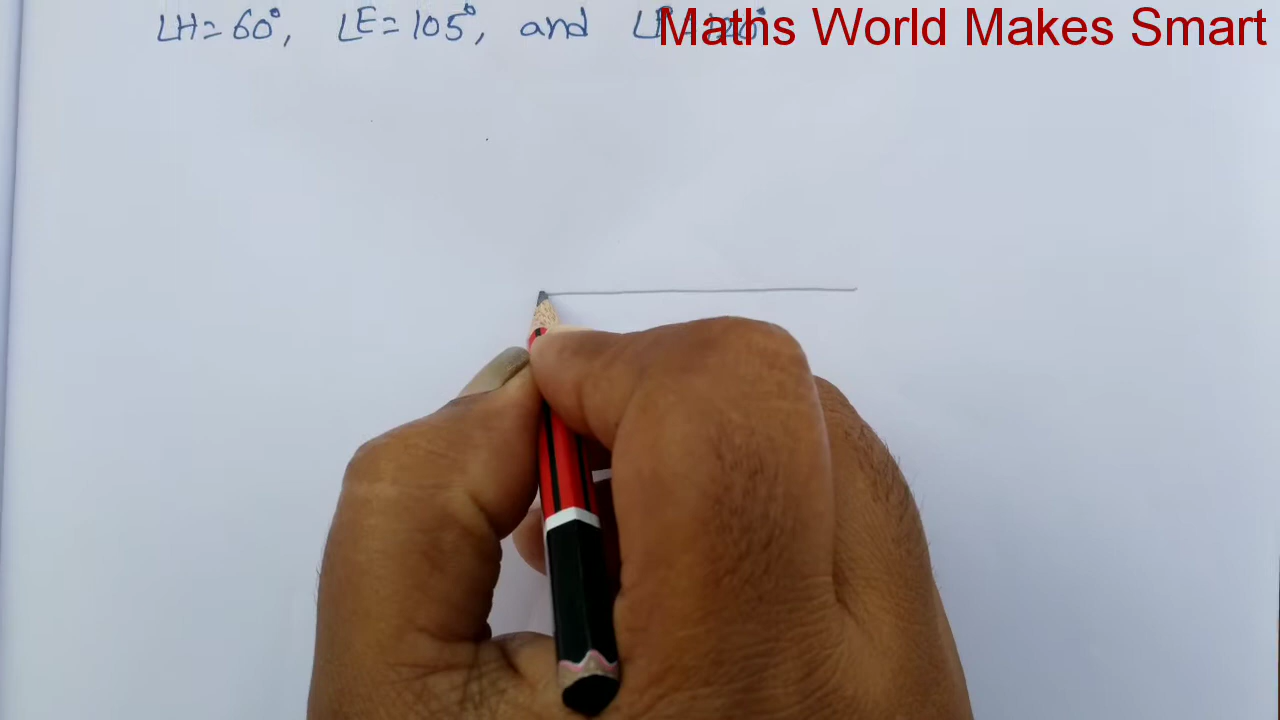 ∠H = 60°, ∠E = 105°, and
Maths World Makes Smart